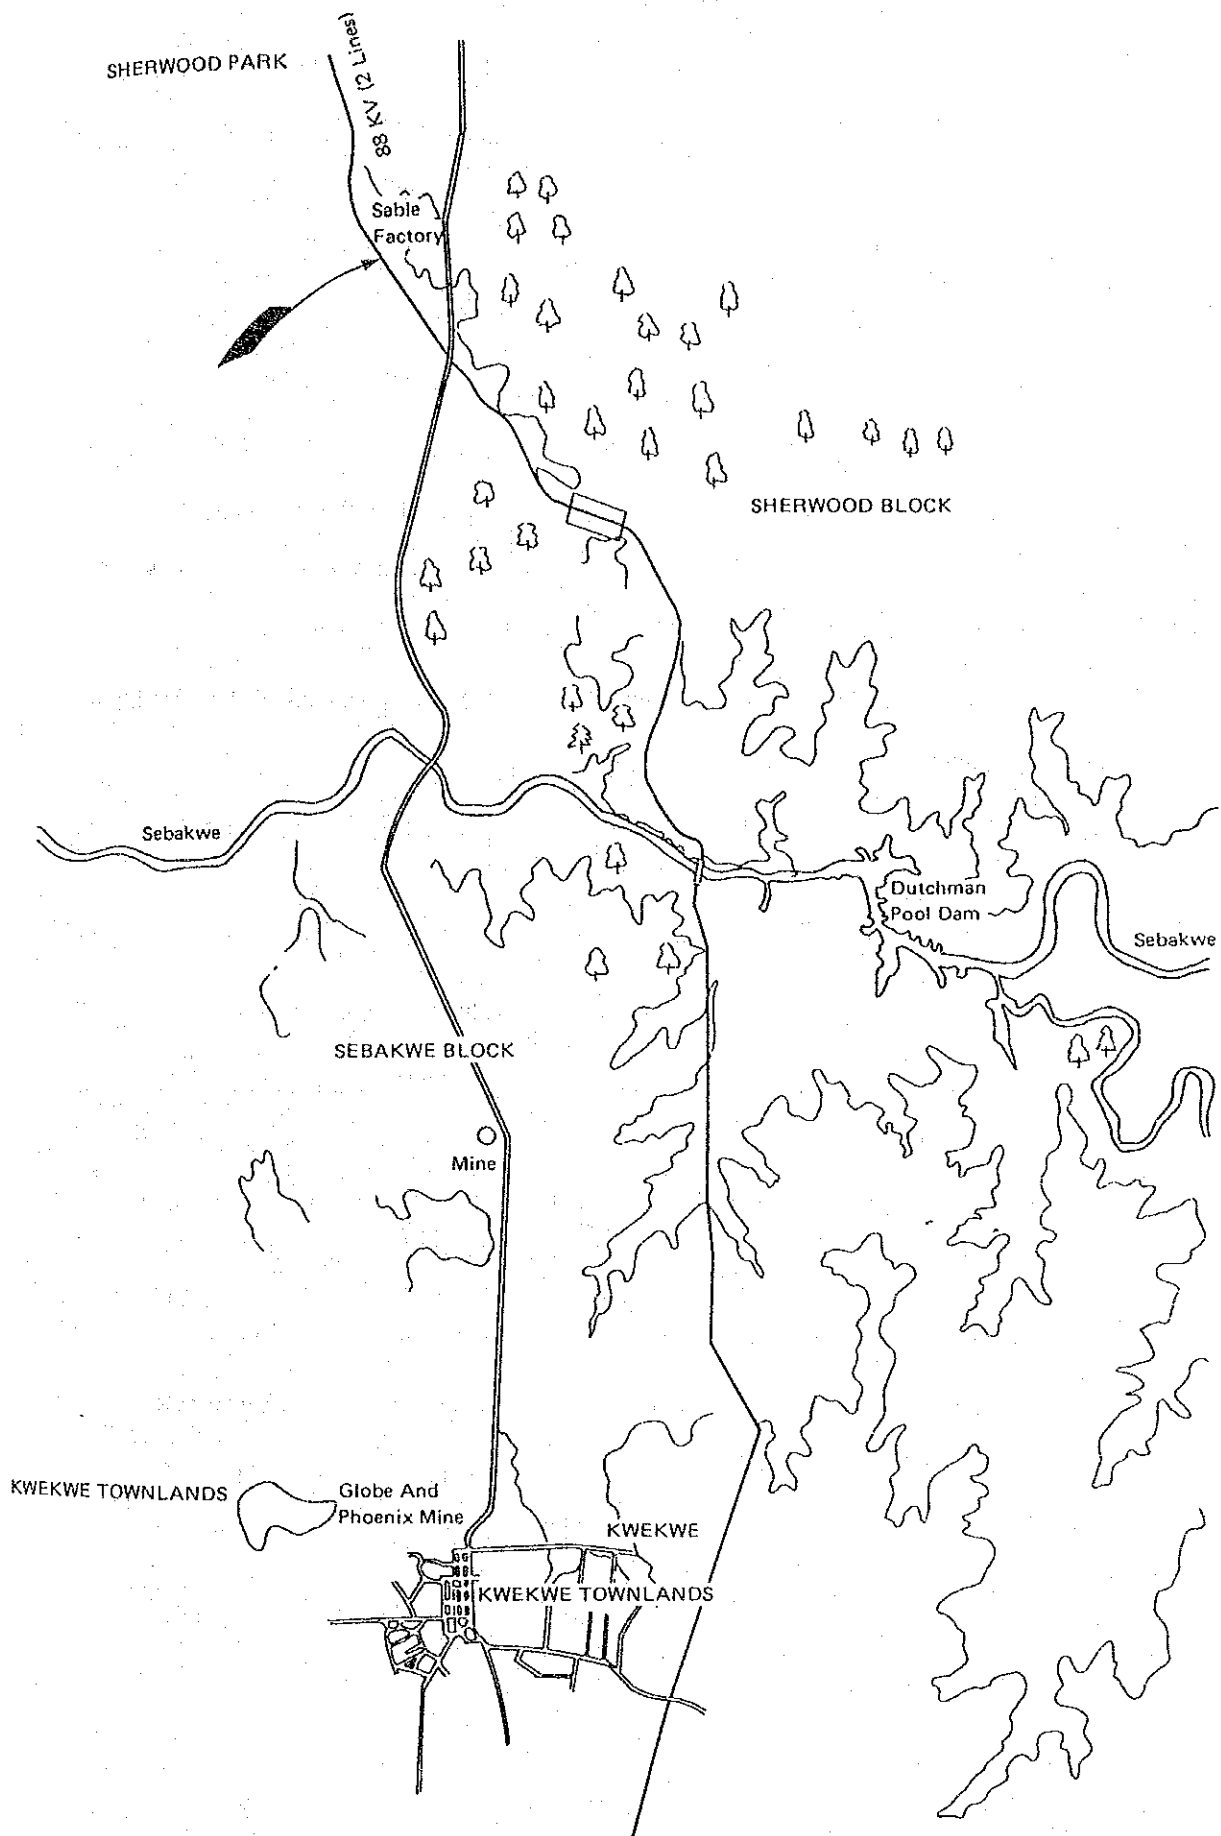 SHERWOOD PARK
88 KV (2 Lines)
Sable
Factory
SHERWOOD BLOCK
Sebakwe
Dutchman
Pool Dam
Sebakwe
SEBAKWE BLOCK
Mine
KWEKWE TOWNLANDS
Globe And
Phoenix Mine
KWEKWE
KWEKWE TOWNLANDS